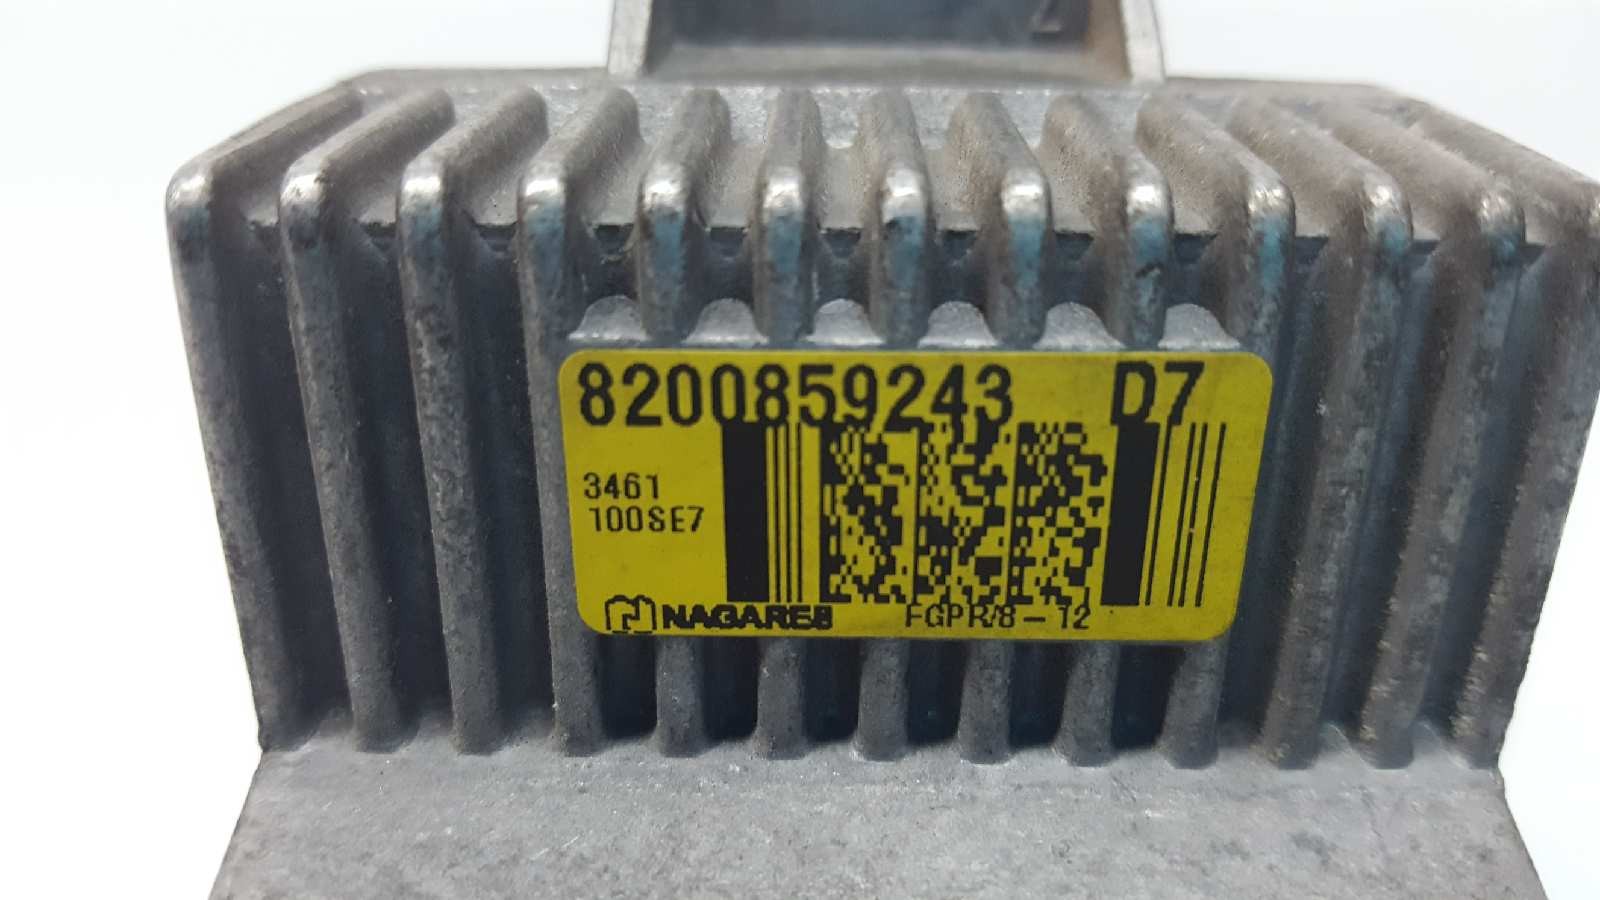 8200859243 D7
3461
100SE7
NAGARES FGPR/8-12